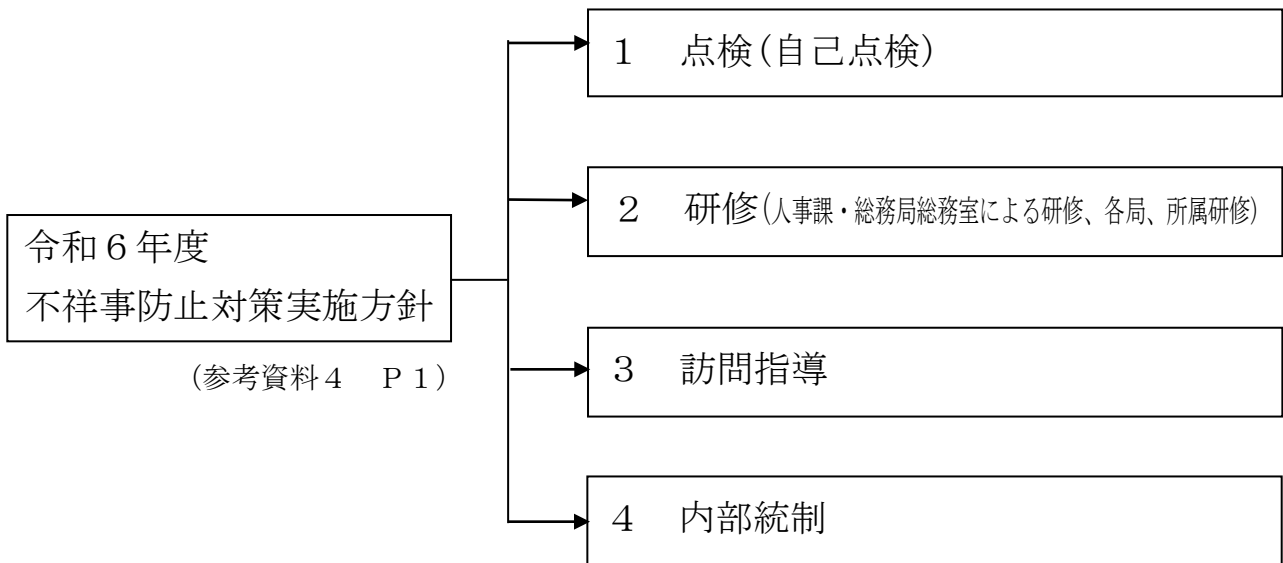 １　点検(自己点検)
２　研修(人事課・総務局総務室による研修、各局、所属研修)
令和６年度
不祥事防止対策実施方針
(参考資料４　Ｐ１)
３　訪問指導
４　内部統制